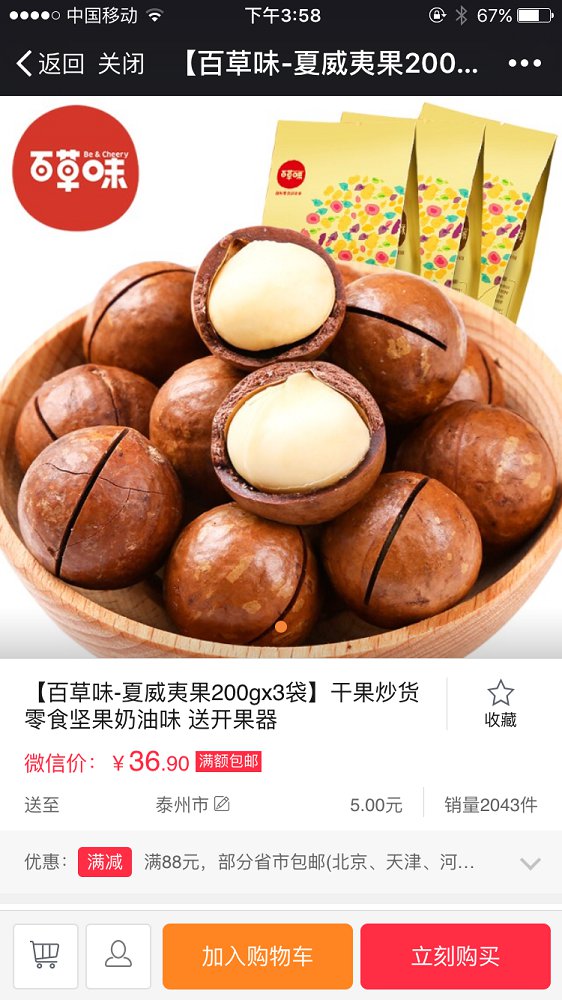 中国移动
下午3:58
67%
返回 关闭 【百草味-夏威夷果200...
Be & Cheery
百草味
百草味
【百草味-夏威夷果200gx3袋】干果炒货
零食坚果奶油味 送开果器
收藏
微信价：￥36.90 满额包邮
送至 泰州市 5.00元 销量2043件
优惠： 满减 满88元，部分省市包邮(北京、天津、河...
加入购物车 立刻购买